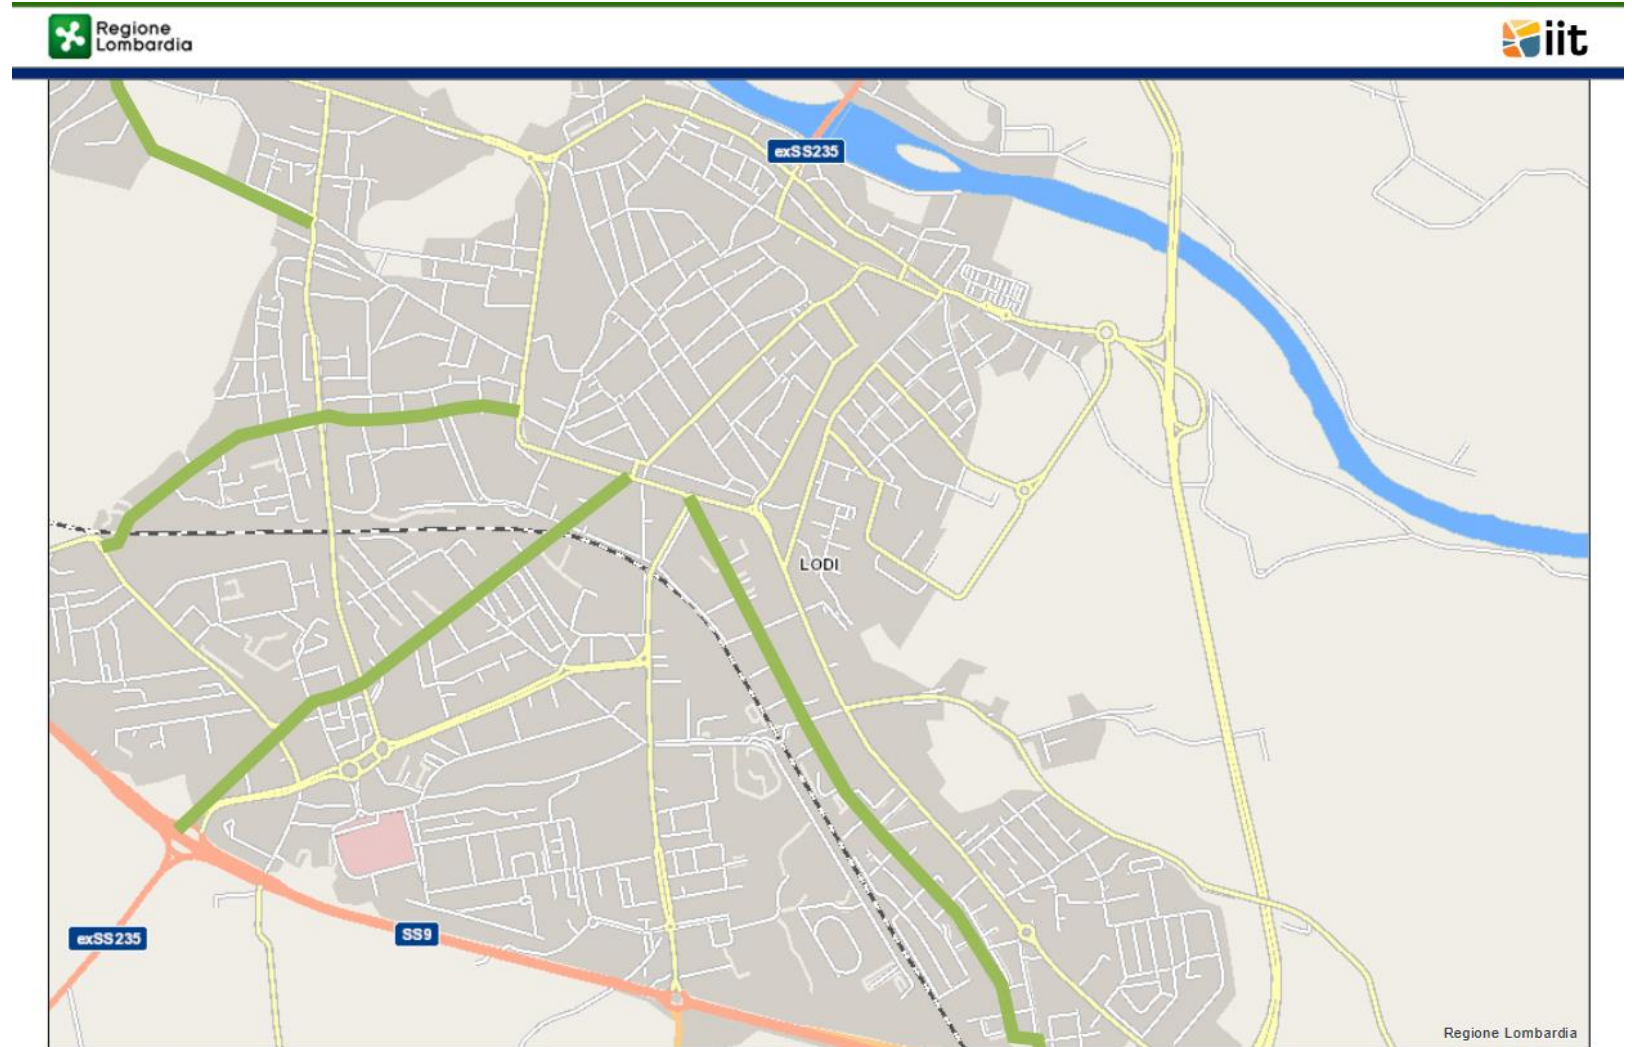 Regione
Lombardia
iit
exSS235
LODI
exSS235
SS9
Regione Lombardia